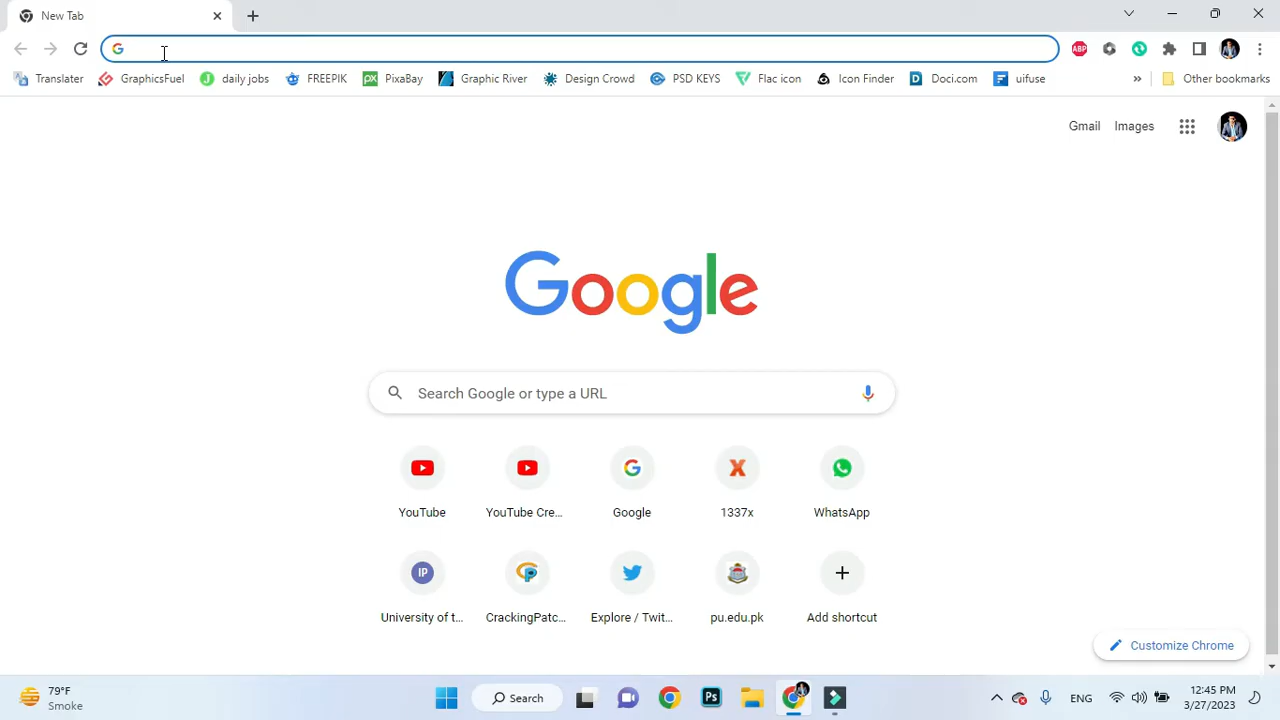 New Tab
Translater GraphicsFuel daily jobs FREEPIK PixaBay Graphic River Design Crowd PSD KEYS Flac icon Icon Finder Doci.com uifuse » Other bookmarks
ABP
Gmail Images
Google
Search Google or type a URL
YouTube YouTube Cre... Google 1337x WhatsApp
IP
University of t... CrackingPatc... Explore / Twit... pu.edu.pk Add shortcut
Customize Chrome
79°F
Smoke
Search
Ps
ENG
12:45 PM
3/27/2023